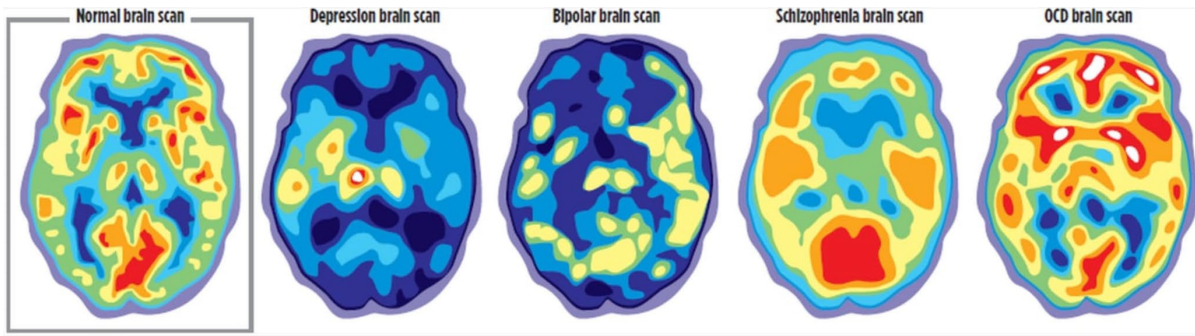 Normal brain scan
Depression brain scan
Bipolar brain scan
Schizophrenia brain scan
OCD brain scan